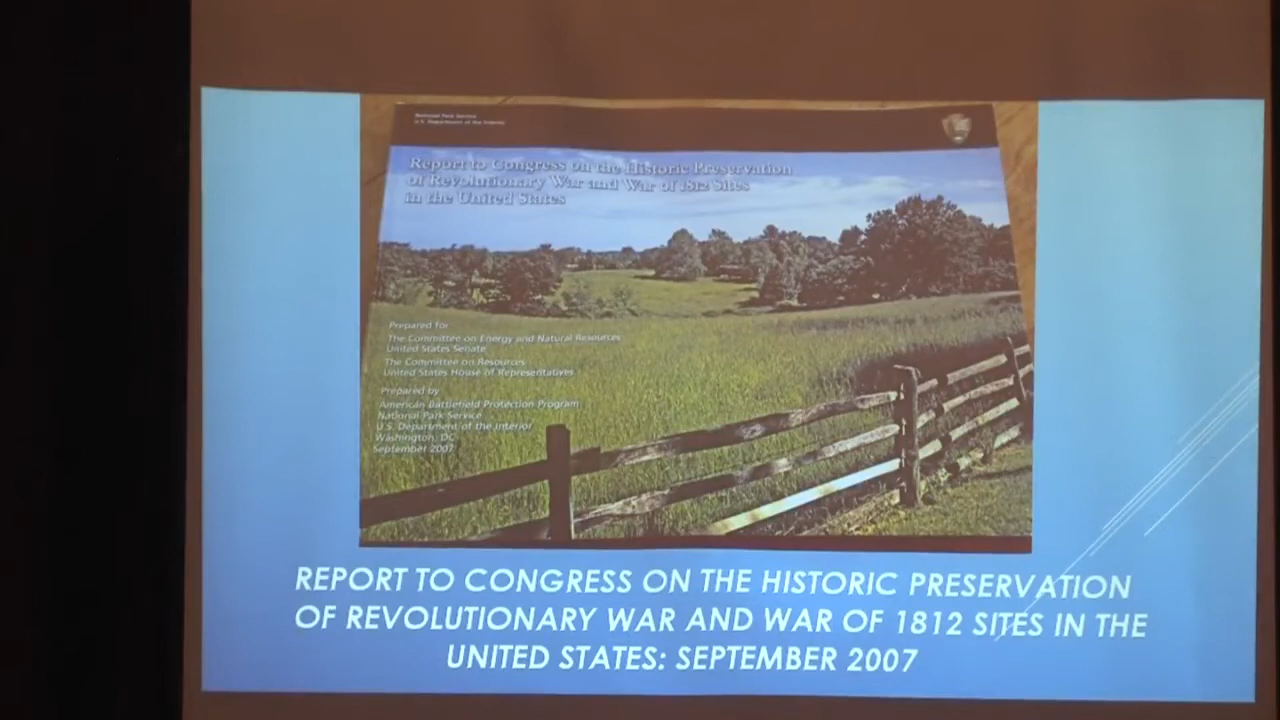 National Park Service
U.S. Department of the Interior
Report to Congress on the Historic Preservation
of Revolutionary War and War of 1812 Sites
in the United States
Prepared for
The Committee on Energy and Natural Resources
United States Senate
The Committee on Resources
United States House of Representatives
Prepared by
American Battlefield Protection Program
National Park Service
U.S. Department of the Interior
Washington, DC
September 2007
REPORT TO CONGRESS ON THE HISTORIC PRESERVATION
OF REVOLUTIONARY WAR AND WAR OF 1812 SITES IN THE
UNITED STATES: SEPTEMBER 2007